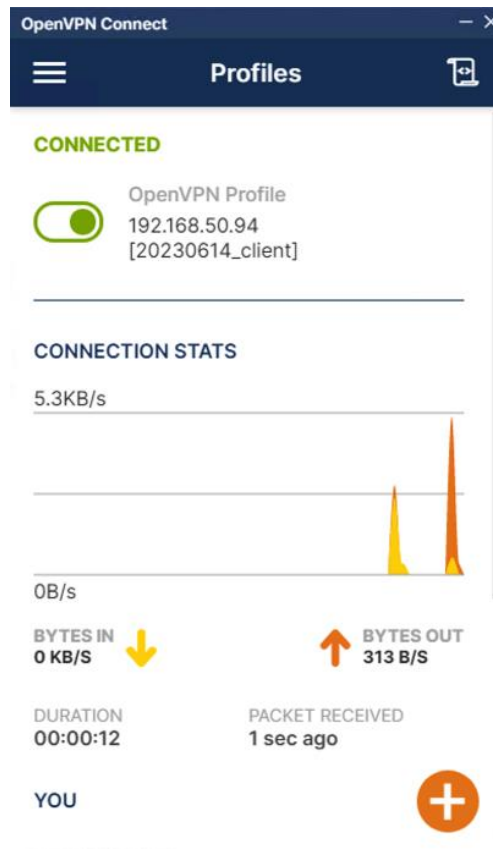 OpenVPN Connect
Profiles
CONNECTED
OpenVPN Profile
192.168.50.94
[20230614_client]
CONNECTION STATS
5.3KB/s
0B/s
BYTES IN
0 KB/S
BYTES OUT
313 B/S
DURATION
00:00:12
PACKET RECEIVED
1 sec ago
YOU